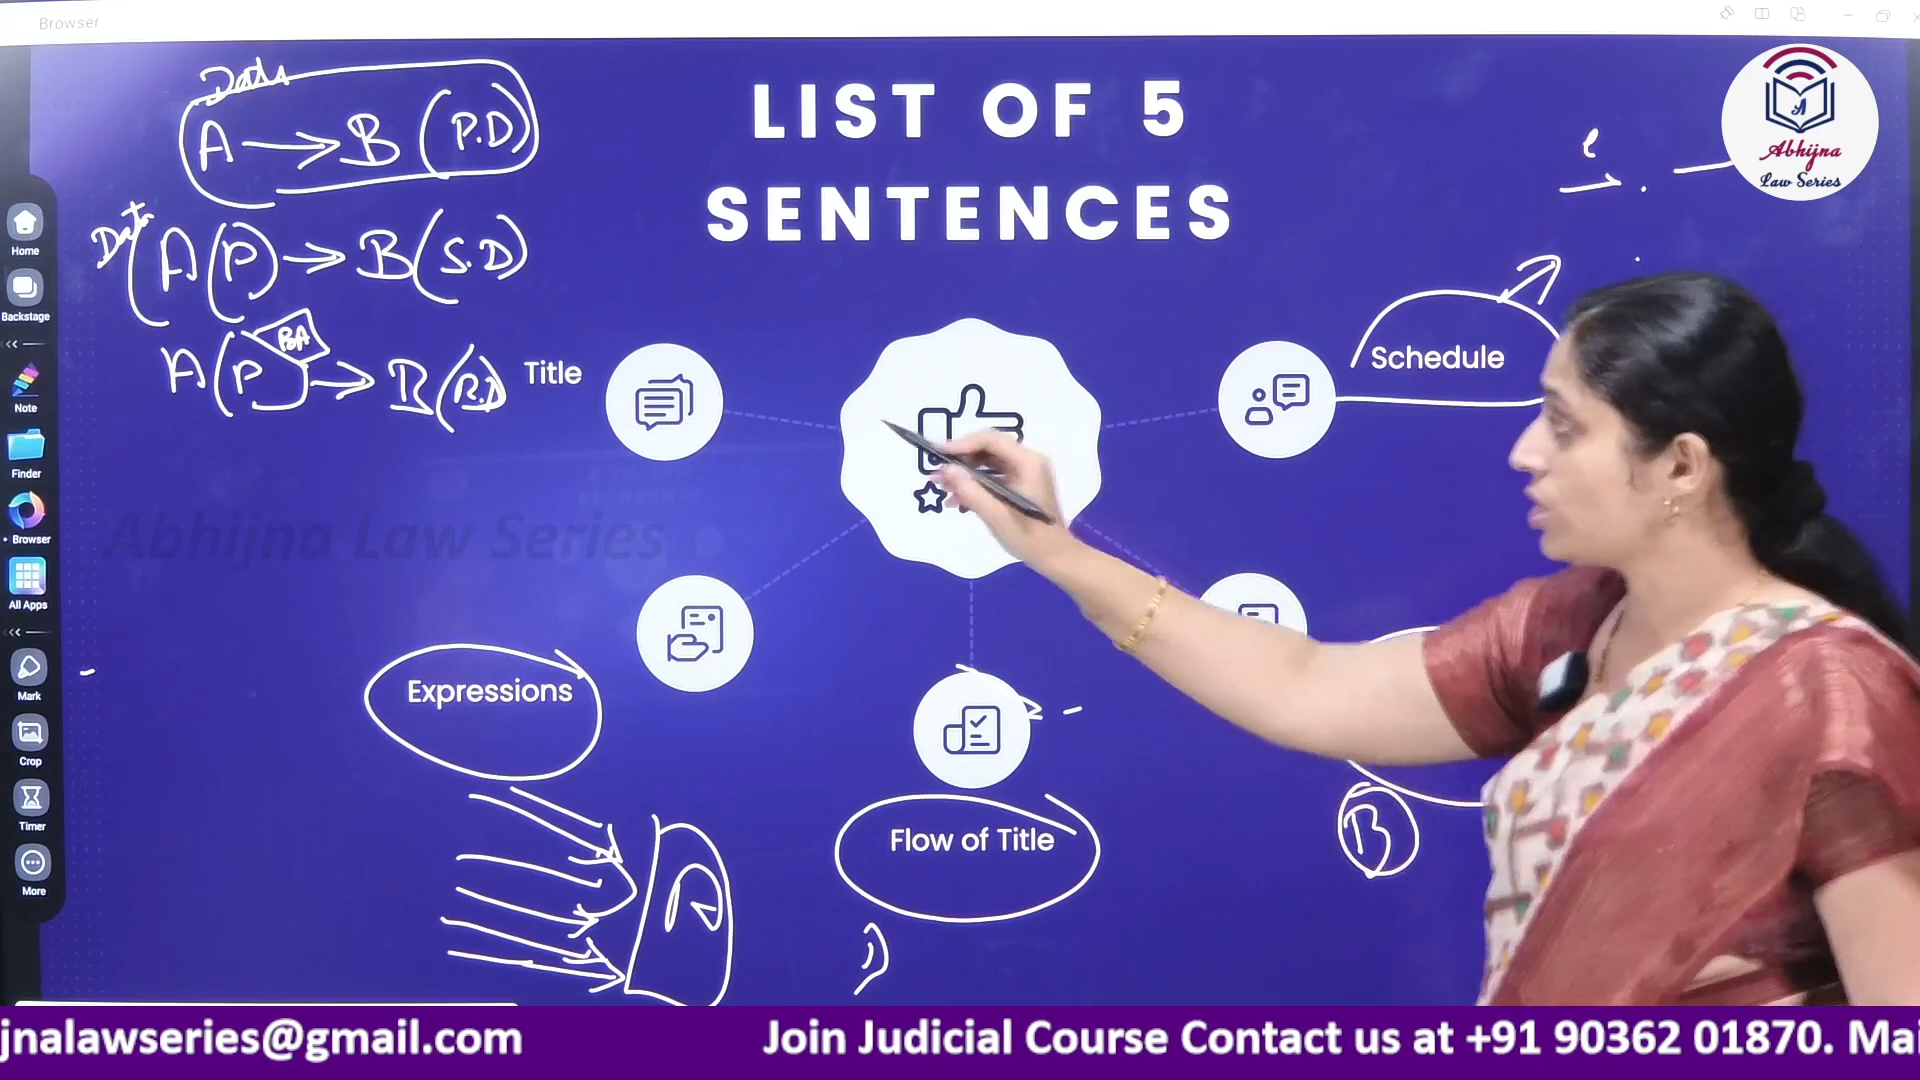 Browser
LIST OF 5
SENTENCES
Data
A → B (P.D)
Data
A (P) → B (S.D)
A (P → B (R.D)
Title
Schedule
Expressions
Flow of Title
B
Abhijna
Law Series
Abhijna Law Series
Home
Backstage
Note
Finder
Browser
All Apps
Mark
Crop
Timer
More
jnalawseries@gmail.com Join Judicial Course Contact us at +91 90362 01870. Mai